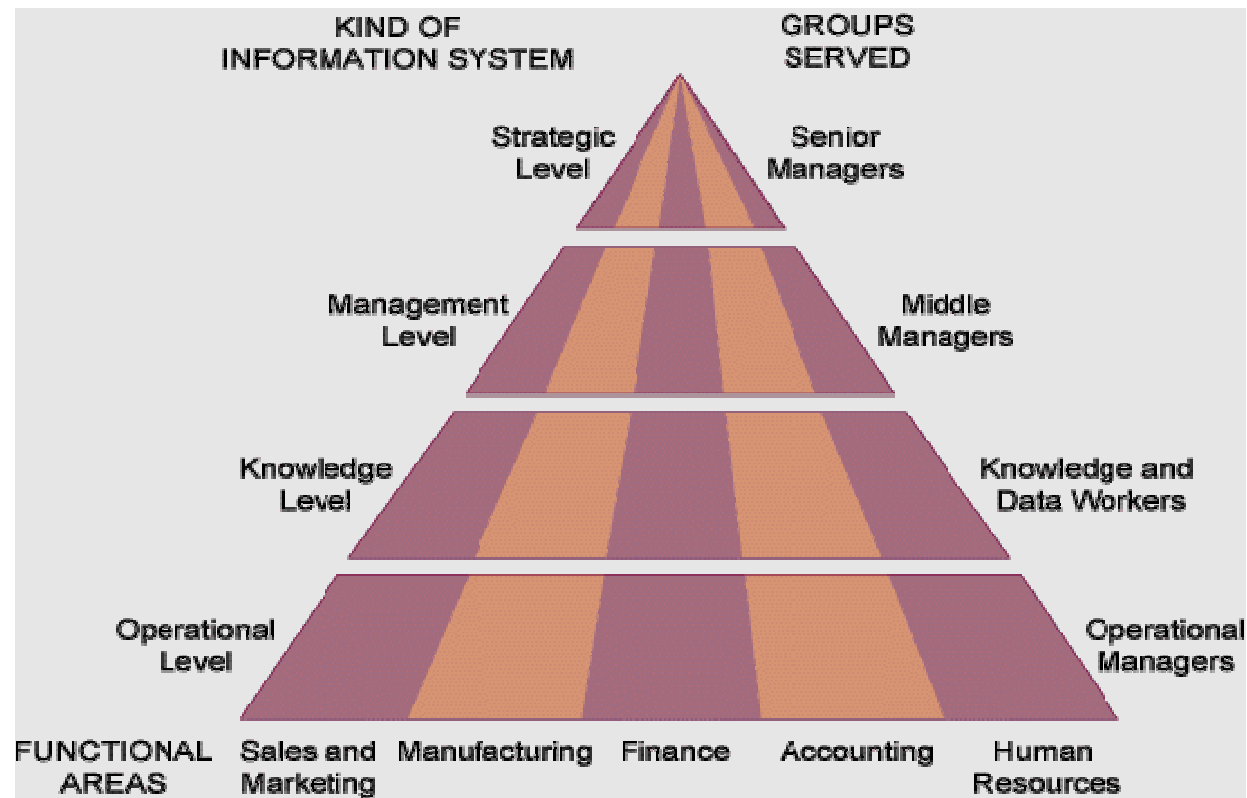 KIND OF
INFORMATION SYSTEM
GROUPS
SERVED
Strategic
Level
Senior
Managers
Management
Level
Middle
Managers
Knowledge
Level
Knowledge and
Data Workers
Operational
Level
Operational
Managers
FUNCTIONAL
AREAS
Sales and
Marketing
Manufacturing
Finance
Accounting
Human
Resources